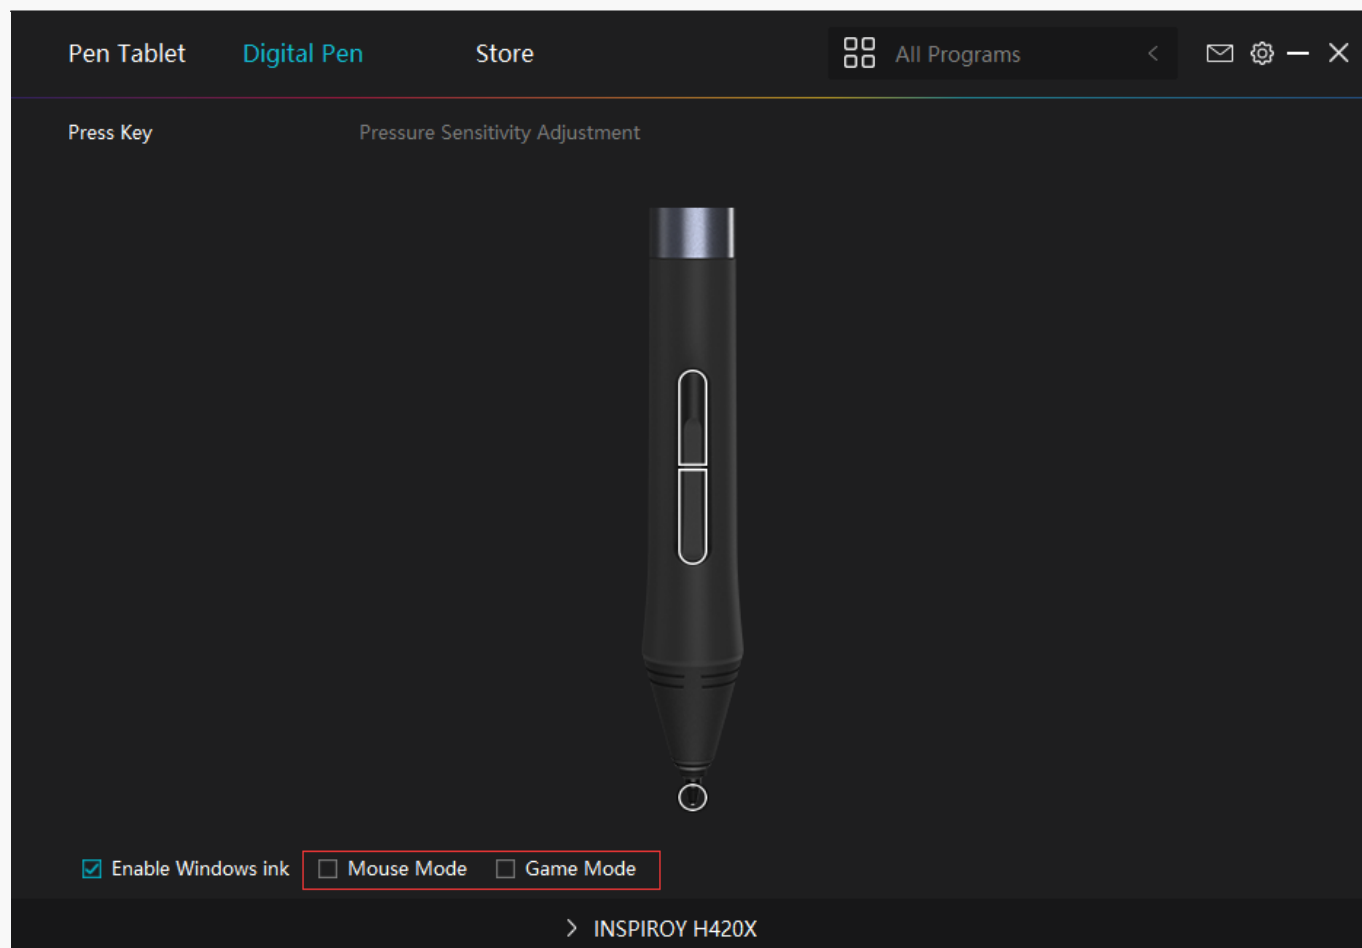 Pen Tablet Digital Pen Store All Programs
Press Key Pressure Sensitivity Adjustment
Enable Windows ink Mouse Mode Game Mode
INSPIROY H420X